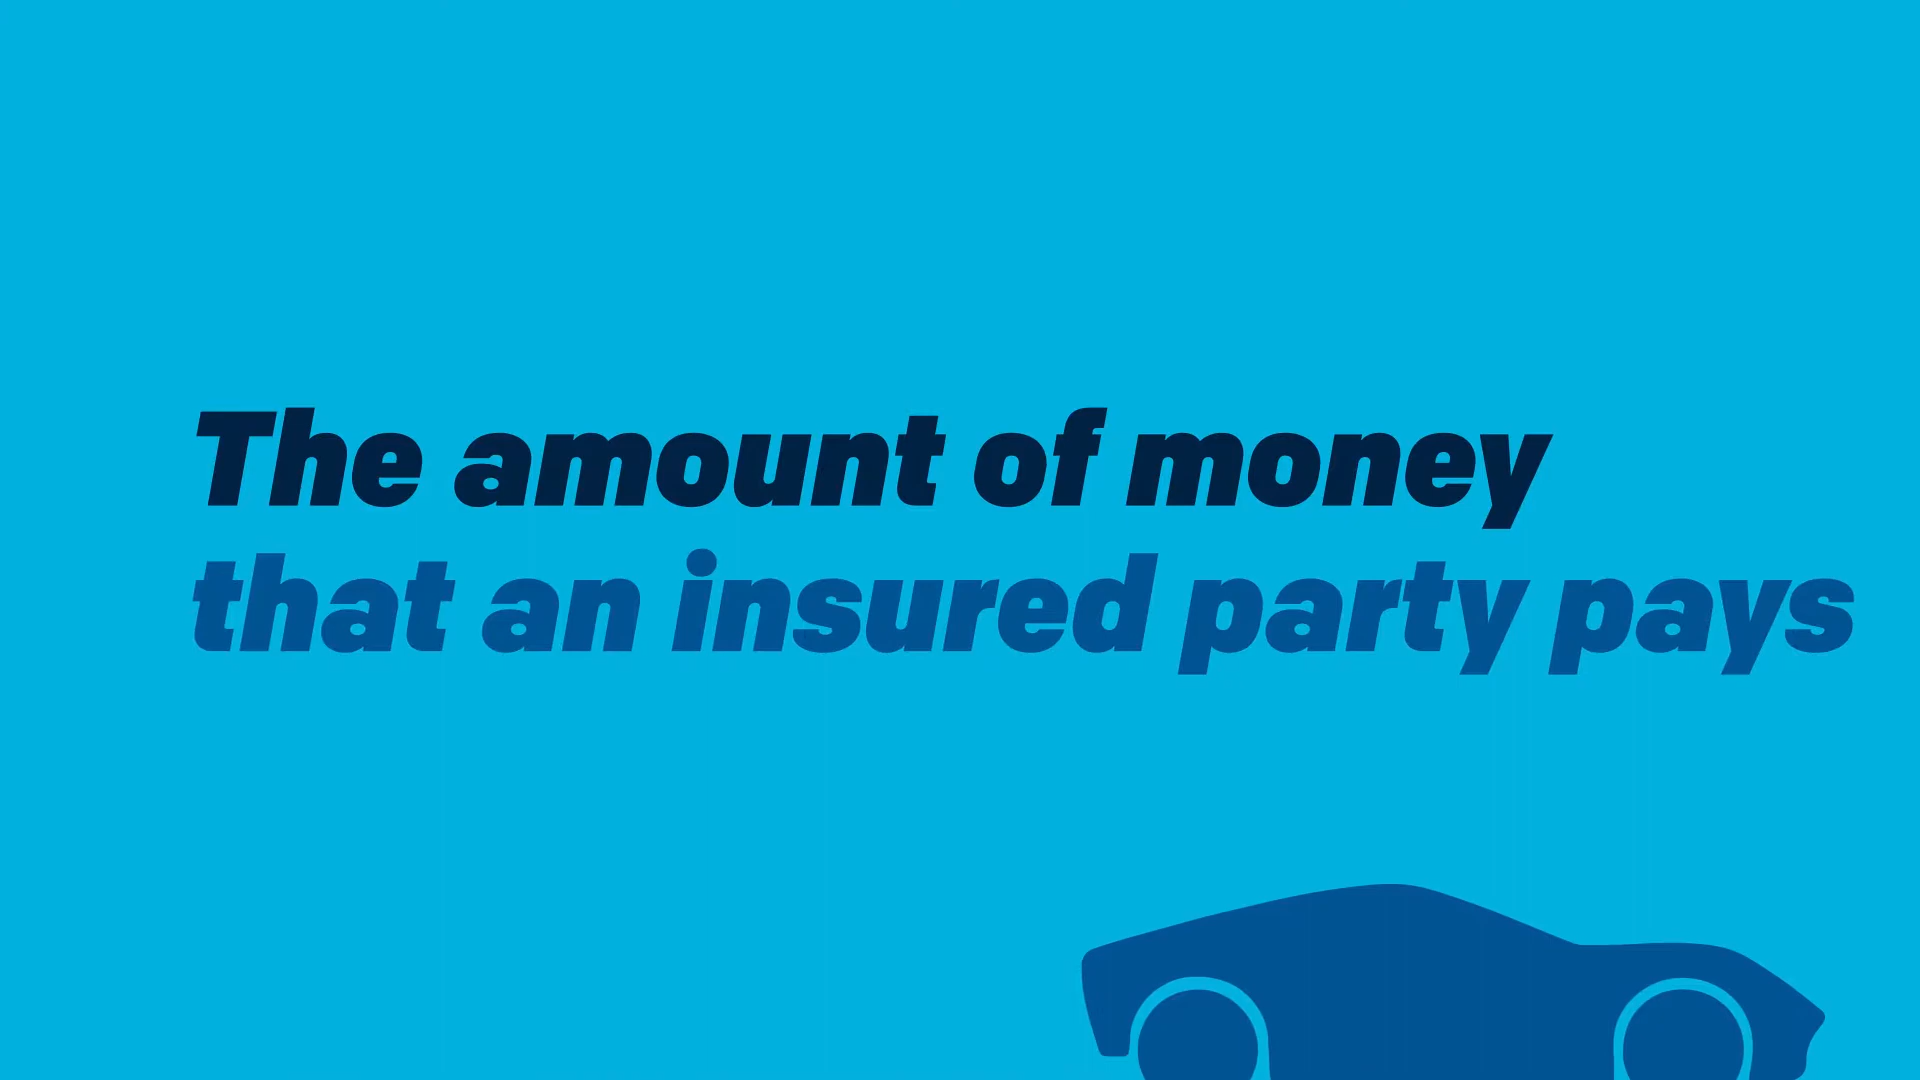 The amount of money
that an insured party pays